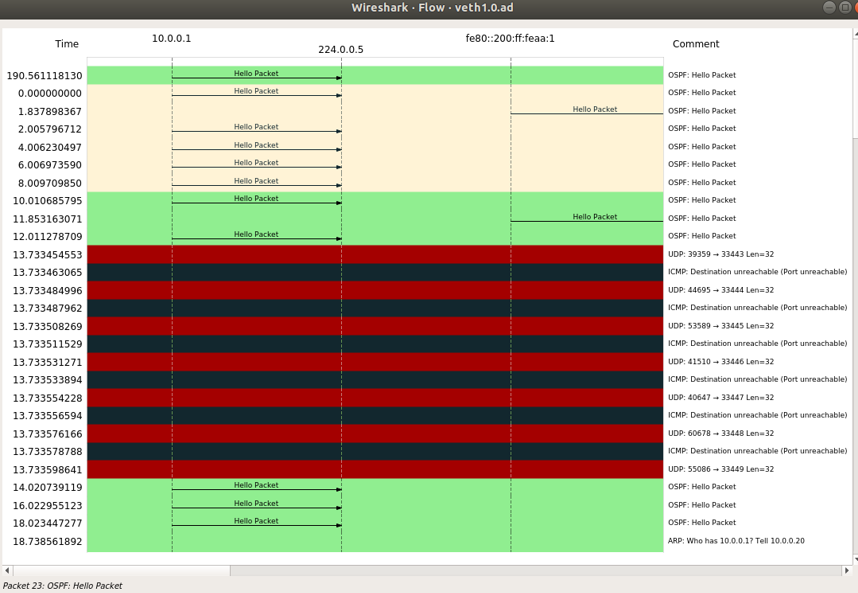 Wireshark · Flow · veth1.0.ad
Time 10.0.0.1 224.0.0.5 fe80::200:ff:feaa:1 Comment
190.561118130 Hello Packet OSPF: Hello Packet
0.000000000 Hello Packet OSPF: Hello Packet
1.837898367 Hello Packet OSPF: Hello Packet
2.005796712 Hello Packet OSPF: Hello Packet
4.006230497 Hello Packet OSPF: Hello Packet
6.006973590 Hello Packet OSPF: Hello Packet
8.009709850 Hello Packet OSPF: Hello Packet
10.010685795 Hello Packet OSPF: Hello Packet
11.853163071 Hello Packet OSPF: Hello Packet
12.011278709 Hello Packet OSPF: Hello Packet
13.733454553 UDP: 39359 → 33443 Len=32
13.733463065 ICMP: Destination unreachable (Port unreachable)
13.733484996 UDP: 44695 → 33444 Len=32
13.733487962 ICMP: Destination unreachable (Port unreachable)
13.733508269 UDP: 53589 → 33445 Len=32
13.733511529 ICMP: Destination unreachable (Port unreachable)
13.733531271 UDP: 41510 → 33446 Len=32
13.733533894 ICMP: Destination unreachable (Port unreachable)
13.733554228 UDP: 40647 → 33447 Len=32
13.733556594 ICMP: Destination unreachable (Port unreachable)
13.733576166 UDP: 60678 → 33448 Len=32
13.733578788 ICMP: Destination unreachable (Port unreachable)
13.733598641 UDP: 55086 → 33449 Len=32
14.020739119 Hello Packet OSPF: Hello Packet
16.022955123 Hello Packet OSPF: Hello Packet
18.023447277 Hello Packet OSPF: Hello Packet
18.738561892 ARP: Who has 10.0.0.1? Tell 10.0.0.20
Packet 23: OSPF: Hello Packet